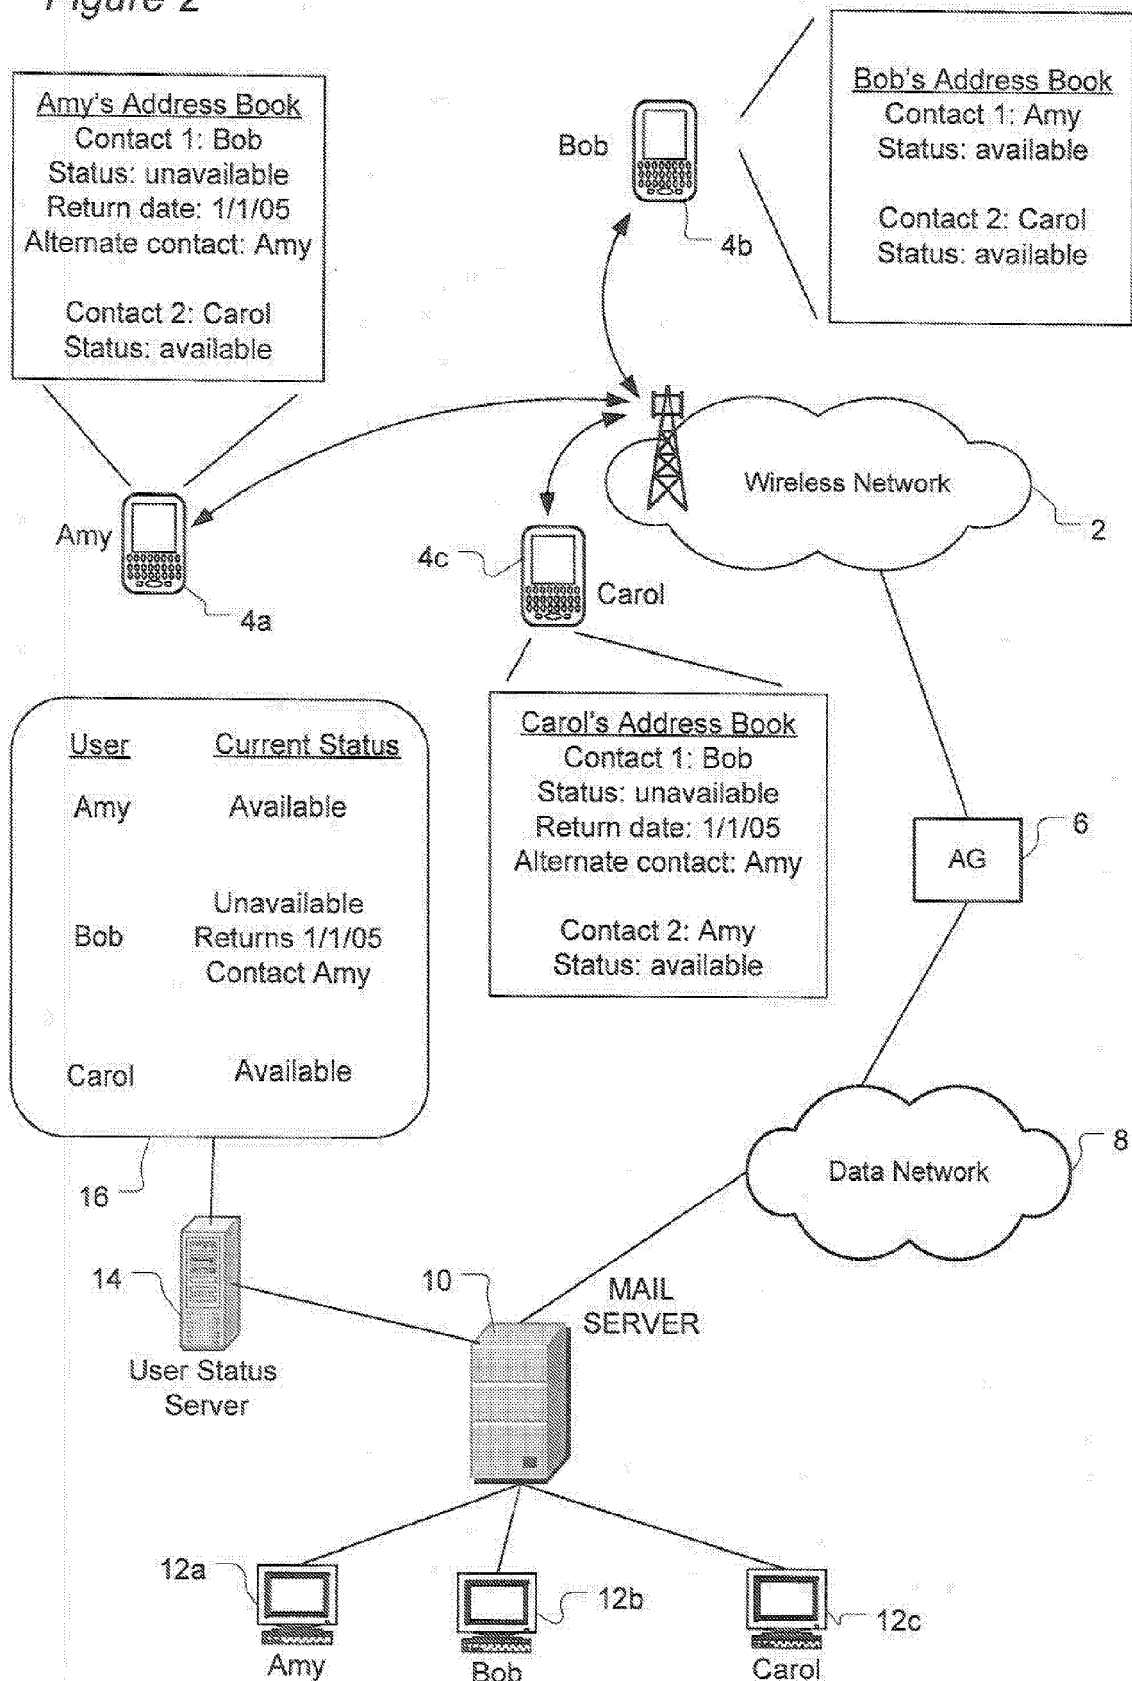 Figure 2
Amy's Address Book
Contact 1: Bob
Status: unavailable
Return date: 1/1/05
Alternate contact: Amy
Contact 2: Carol
Status: available
Bob
4b
Bob's Address Book
Contact 1: Amy
Status: available
Contact 2: Carol
Status: available
Wireless Network
2
Amy
4a
4c
Carol
User
Current Status
Amy
Available
Bob
Unavailable
Returns 1/1/05
Contact Amy
Carol
Available
16
Carol's Address Book
Contact 1: Bob
Status: unavailable
Return date: 1/1/05
Alternate contact: Amy
Contact 2: Amy
Status: available
AG
6
Data Network
8
14
User Status
Server
10
MAIL
SERVER
12a
Amy
12b
Bob
12c
Carol